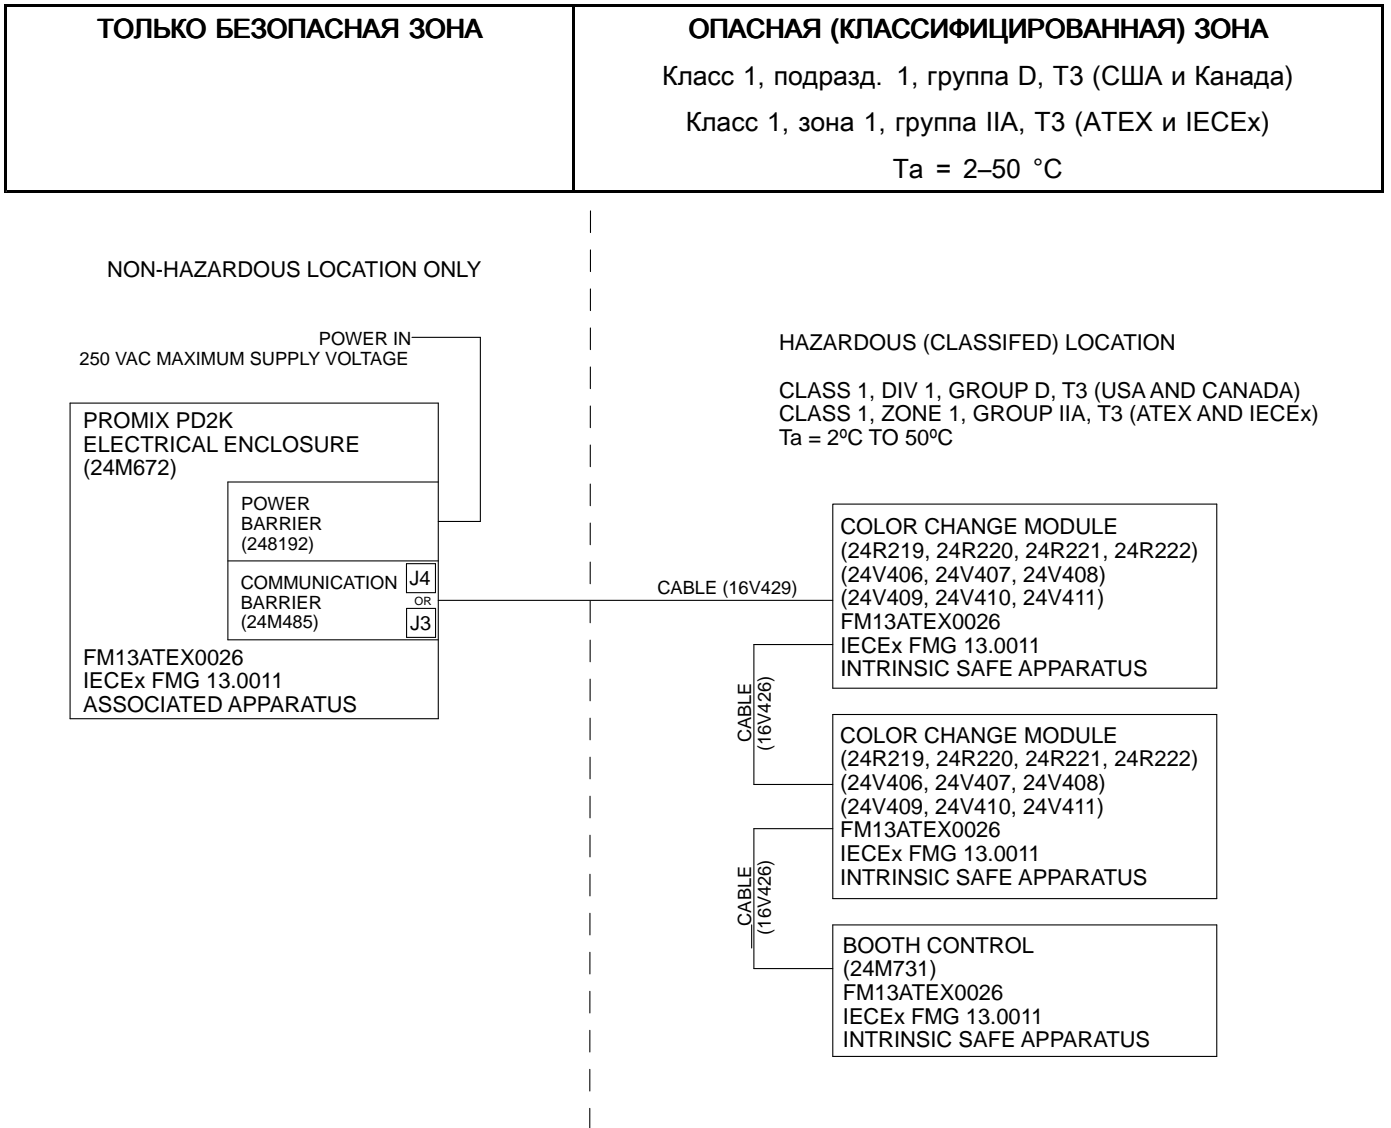 ТОЛЬКО БЕЗОПАСНАЯ ЗОНА
ОПАСНАЯ (КЛАССИФИЦИРОВАННАЯ) ЗОНА
Класс 1, подразд. 1, группа D, T3 (США и Канада)
Класс 1, зона 1, группа IIA, T3 (ATEX и IECEx)
Ta = 2–50 °C
NON-HAZARDOUS LOCATION ONLY
POWER IN
250 VAC MAXIMUM SUPPLY VOLTAGE
PROMIX PD2K
ELECTRICAL ENCLOSURE
(24M672)
POWER
BARRIER
(248192)
COMMUNICATION
BARRIER
(24M485)
J4
OR
J3
FM13ATEX0026
IECEx FMG 13.0011
ASSOCIATED APPARATUS
HAZARDOUS (CLASSIFED) LOCATION
CLASS 1, DIV 1, GROUP D, T3 (USA AND CANADA)
CLASS 1, ZONE 1, GROUP IIA, T3 (ATEX AND IECEx)
Ta = 2ºC TO 50ºC
CABLE (16V429)
COLOR CHANGE MODULE
(24R219, 24R220, 24R221, 24R222)
(24V406, 24V407, 24V408)
(24V409, 24V410, 24V411)
FM13ATEX0026
IECEx FMG 13.0011
INTRINSIC SAFE APPARATUS
CABLE
(16V426)
COLOR CHANGE MODULE
(24R219, 24R220, 24R221, 24R222)
(24V406, 24V407, 24V408)
(24V409, 24V410, 24V411)
FM13ATEX0026
IECEx FMG 13.0011
INTRINSIC SAFE APPARATUS
CABLE
(16V426)
BOOTH CONTROL
(24M731)
FM13ATEX0026
IECEx FMG 13.0011
INTRINSIC SAFE APPARATUS